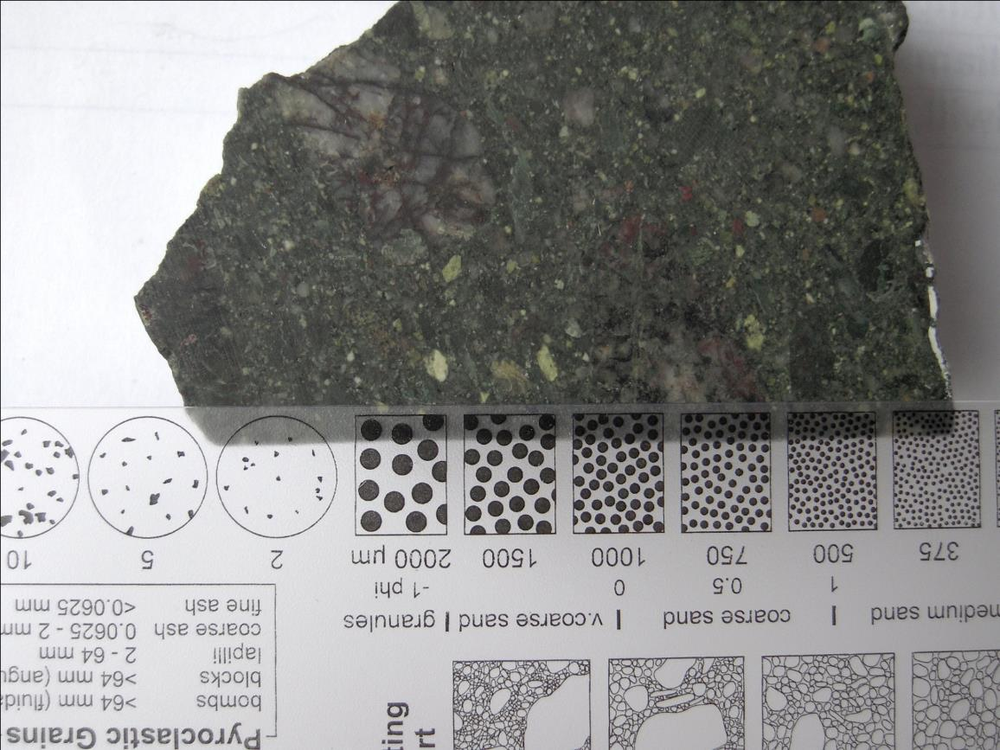 ting
rt
Pyroclastic Grains
bombs >64 mm (fluida
blocks >64 mm (angu
lapilli 2 - 64 mm
coarse ash 0.0625 - 2 mm
fine ash <0.0625 mm
medium sand | coarse sand | v.coarse sand | granules
1 0.5 0 -1 phi
375 500 750 1000 1500 2000 µm
2 5 10